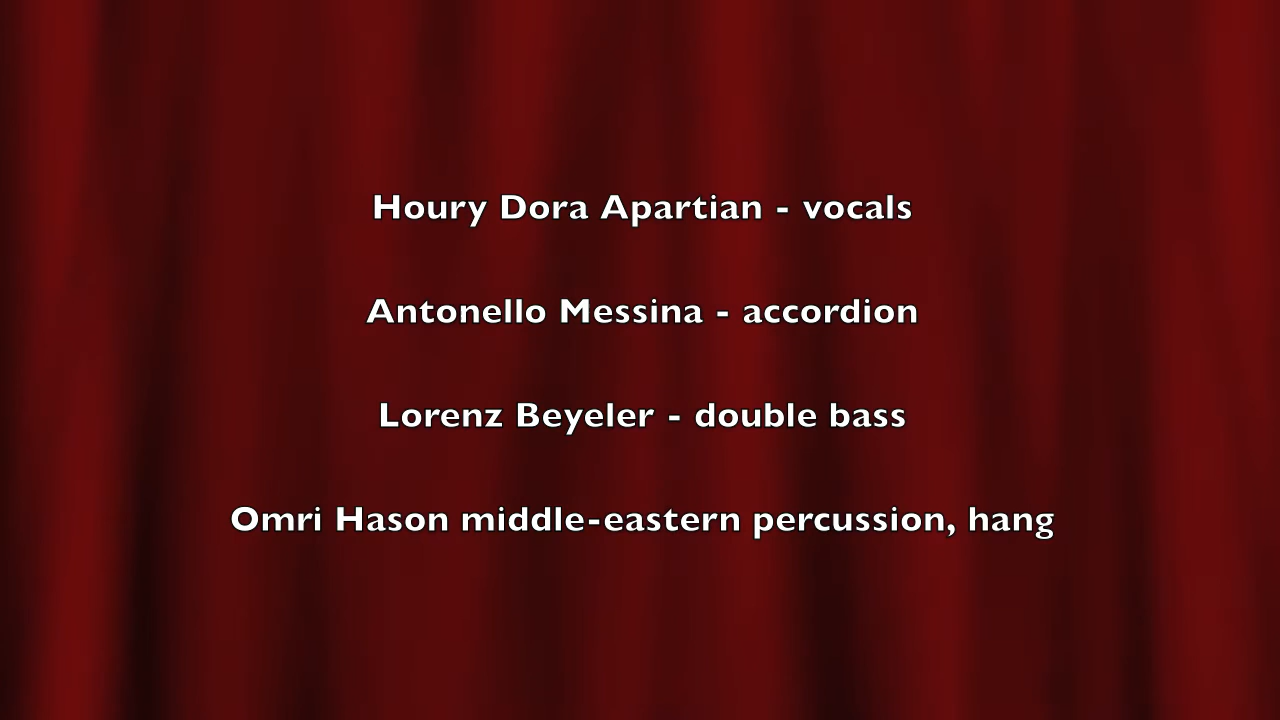 Houry Dora Apartian - vocals
Antonello Messina - accordion
Lorenz Beyeler - double bass
Omri Hason middle-eastern percussion, hang